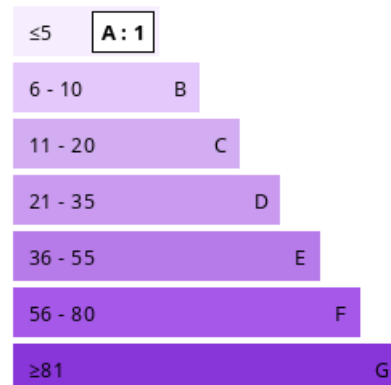 ≤5 A : 1
6 - 10 B
11 - 20 C
21 - 35 D
36 - 55 E
56 - 80 F
≥81 G